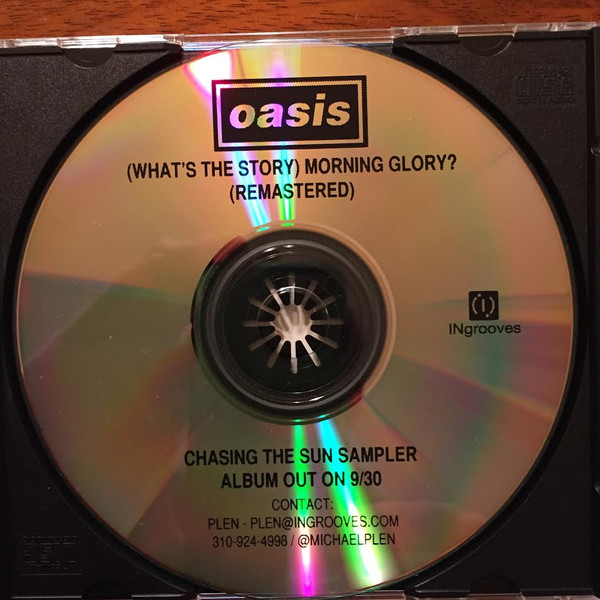 oasis
(WHAT'S THE STORY) MORNING GLORY?
(REMASTERED)
INgrooves
CHASING THE SUN SAMPLER
ALBUM OUT ON 9/30
CONTACT:
PLEN - PLEN@INGROOVES.COM
310-924-4998 / @MICHAELPLEN